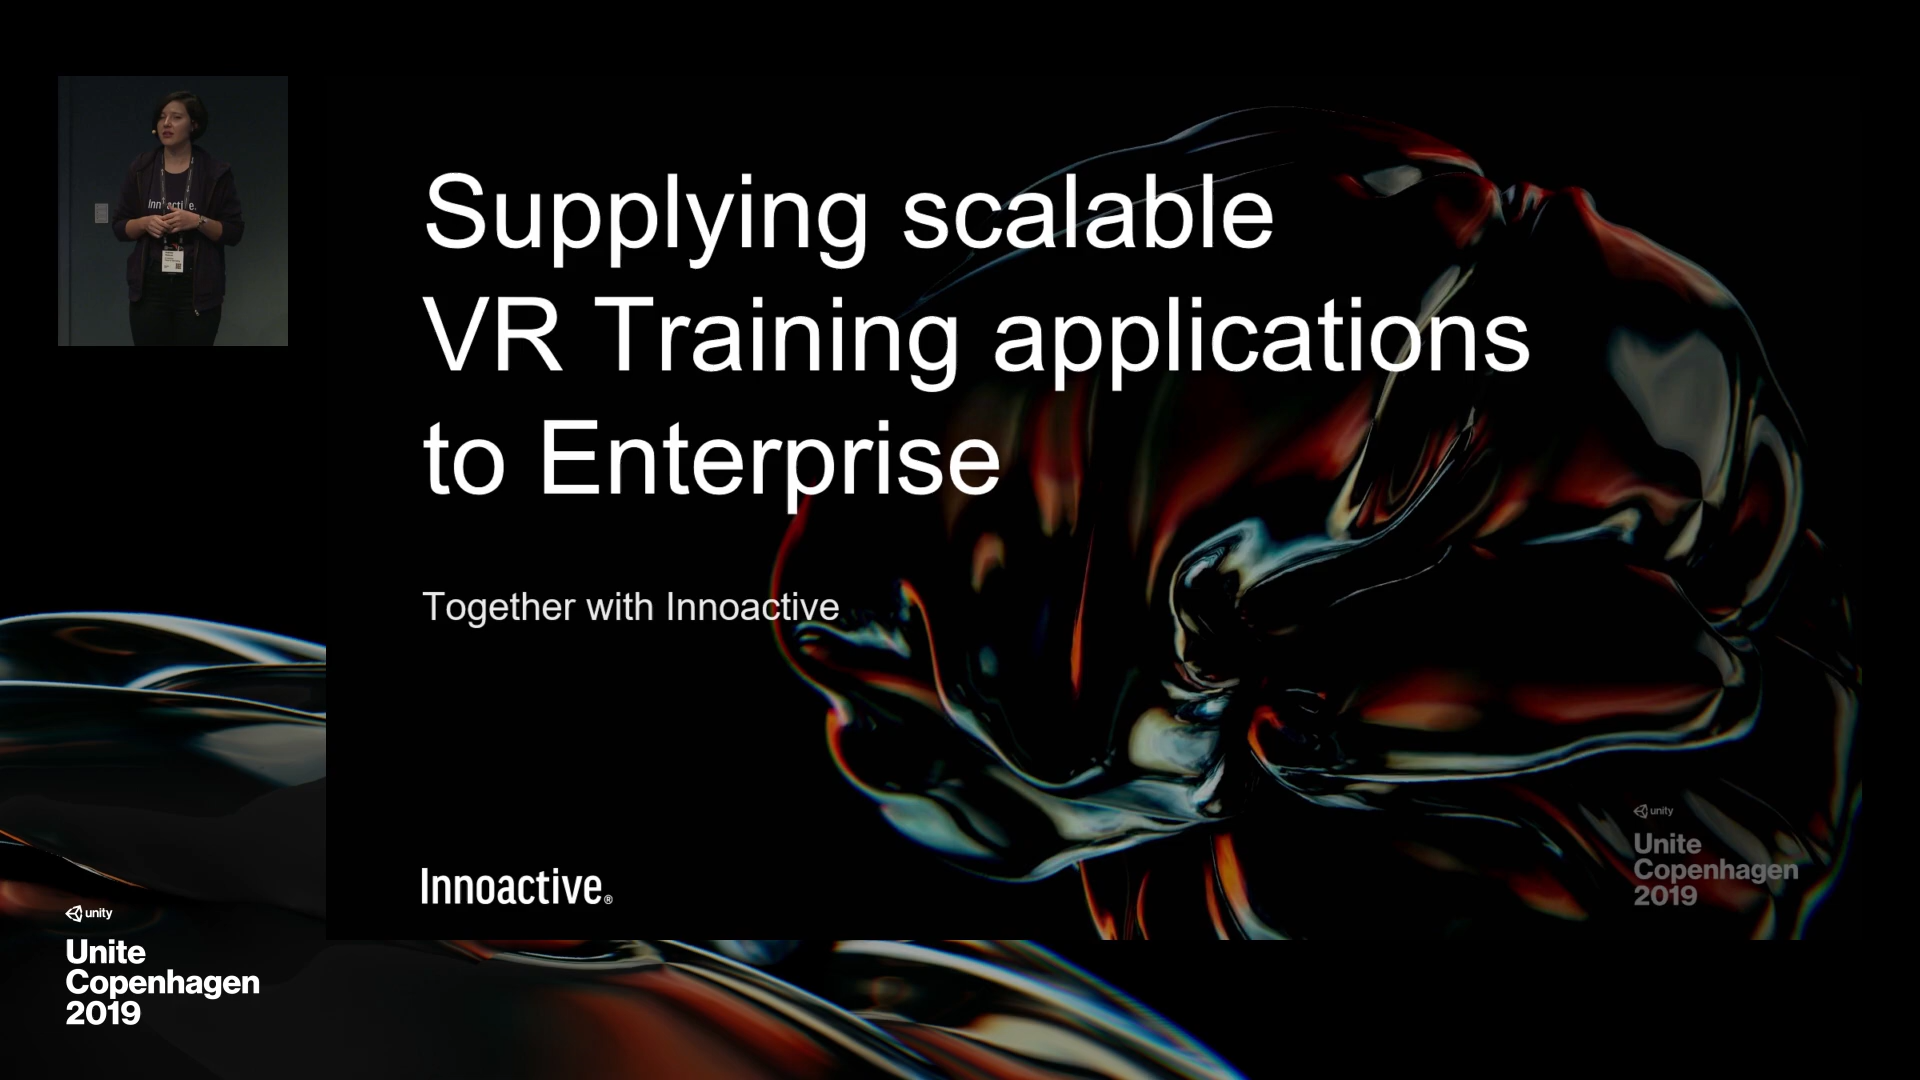 Innoactive.
Supplying scalable
VR Training applications
to Enterprise
Together with Innoactive
Innoactive®
unity
Unite
Copenhagen
2019
unity
Unite
Copenhagen
2019